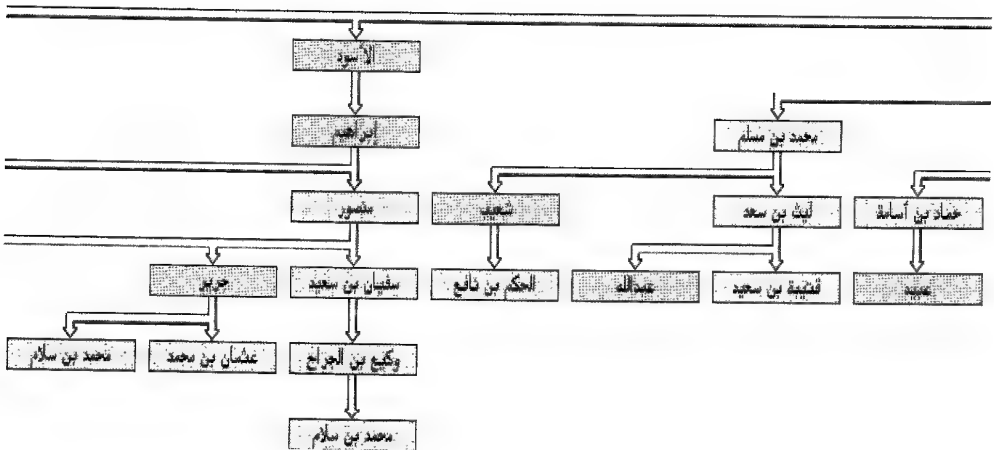 الأسود
إبراهيم
محمد بن مسلم
حماد بن أسامة
ليث بن سعد
شعيب
منصور
عبيد
قتيبة بن سعيد
عبدالله
الحكم بن نافع
سفيان بن سعيد
جرير
وكيع بن الجراح
عثمان بن محمد
محمد بن سلام
محمد بن سلام